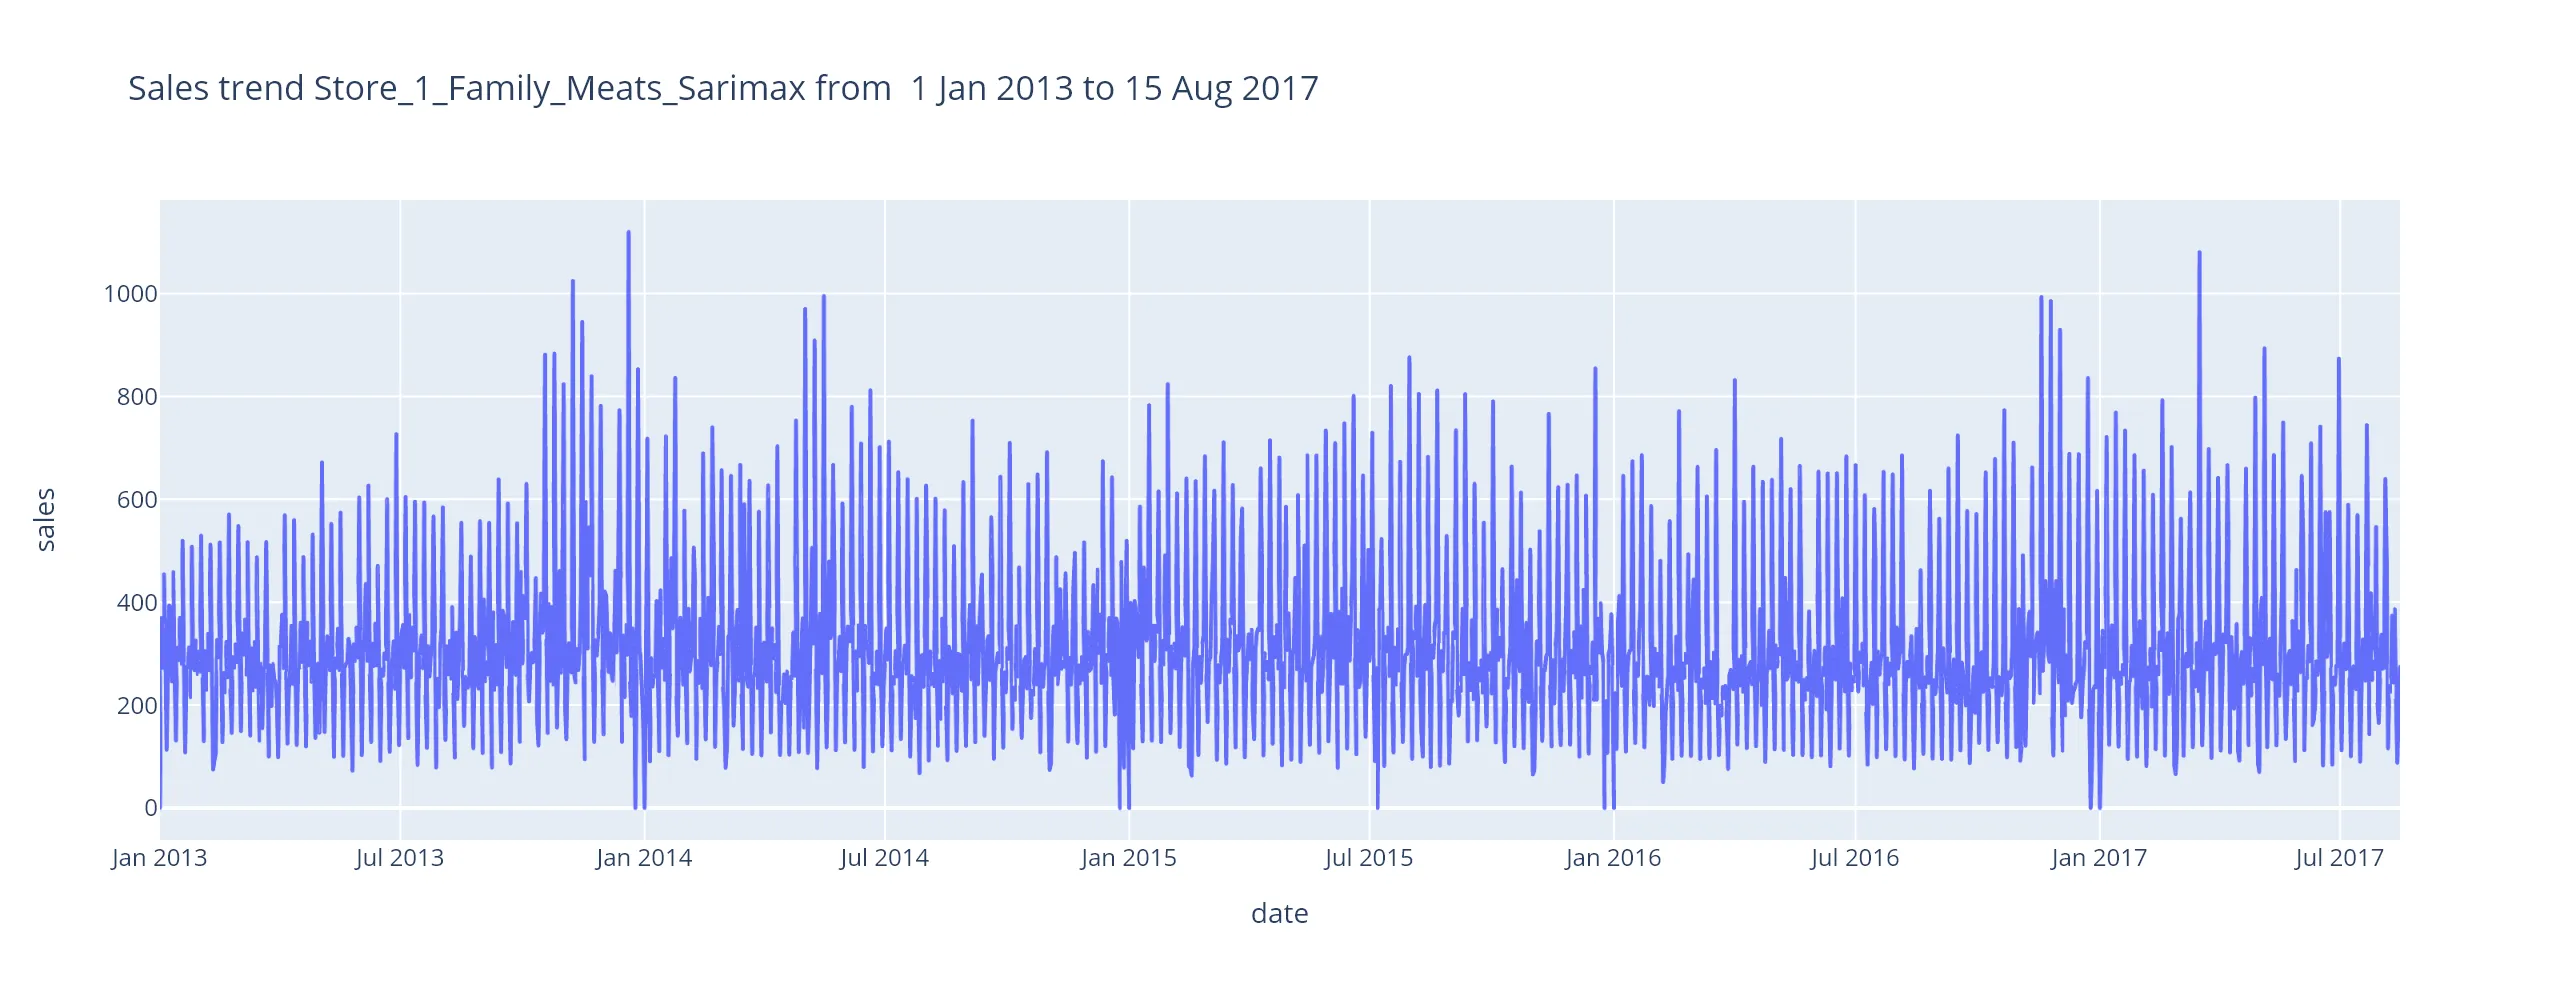 Sales trend Store_1_Family_Meats_Sarimax from  1 Jan 2013 to 15 Aug 2017
sales
1000
800
600
400
200
0
Jan 2013 Jul 2013 Jan 2014 Jul 2014 Jan 2015 Jul 2015 Jan 2016 Jul 2016 Jan 2017 Jul 2017
date